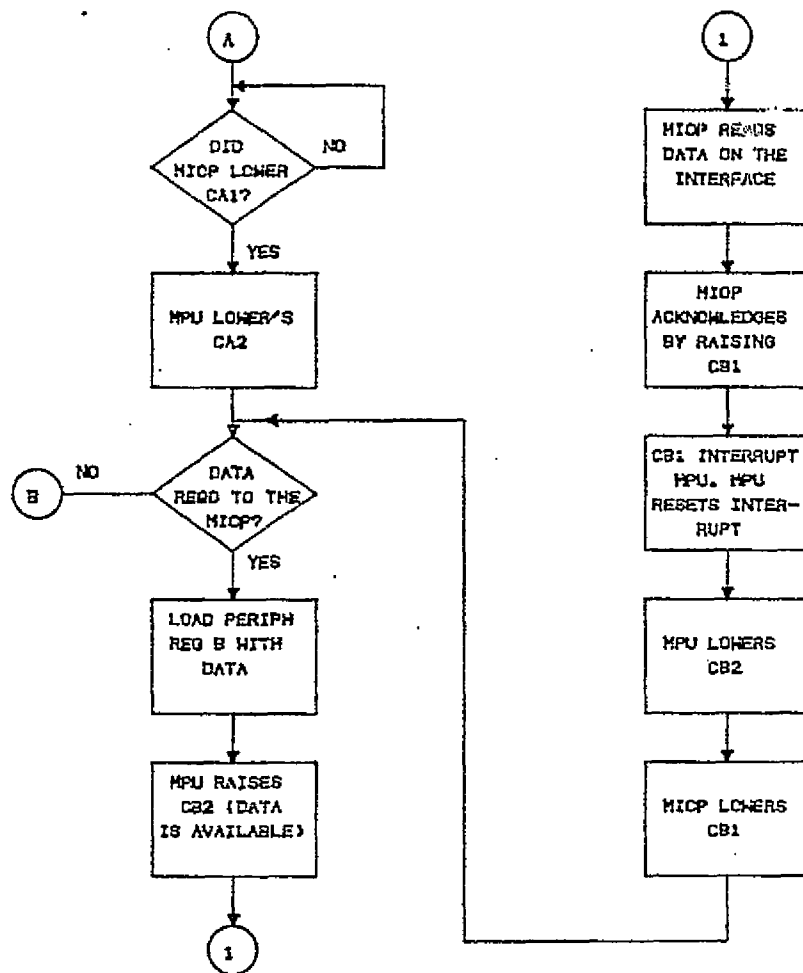 A
DID
MIOP LOWER
CA1?
NO
YES
MPU LOWER'S
CA2
DATA
REQD TO THE
MIOP?
NO
B
YES
LOAD PERIPH
REG B WITH
DATA
MPU RAISES
CB2 (DATA
IS AVAILABLE)
1
1
MIOP READS
DATA ON THE
INTERFACE
MIOP
ACKNOWLEDGES
BY RAISING
CB1
CB1 INTERRUPT
MPU. MPU
RESETS INTER-
RUPT
MPU LOWERS
CB2
MIOP LOWERS
CB1